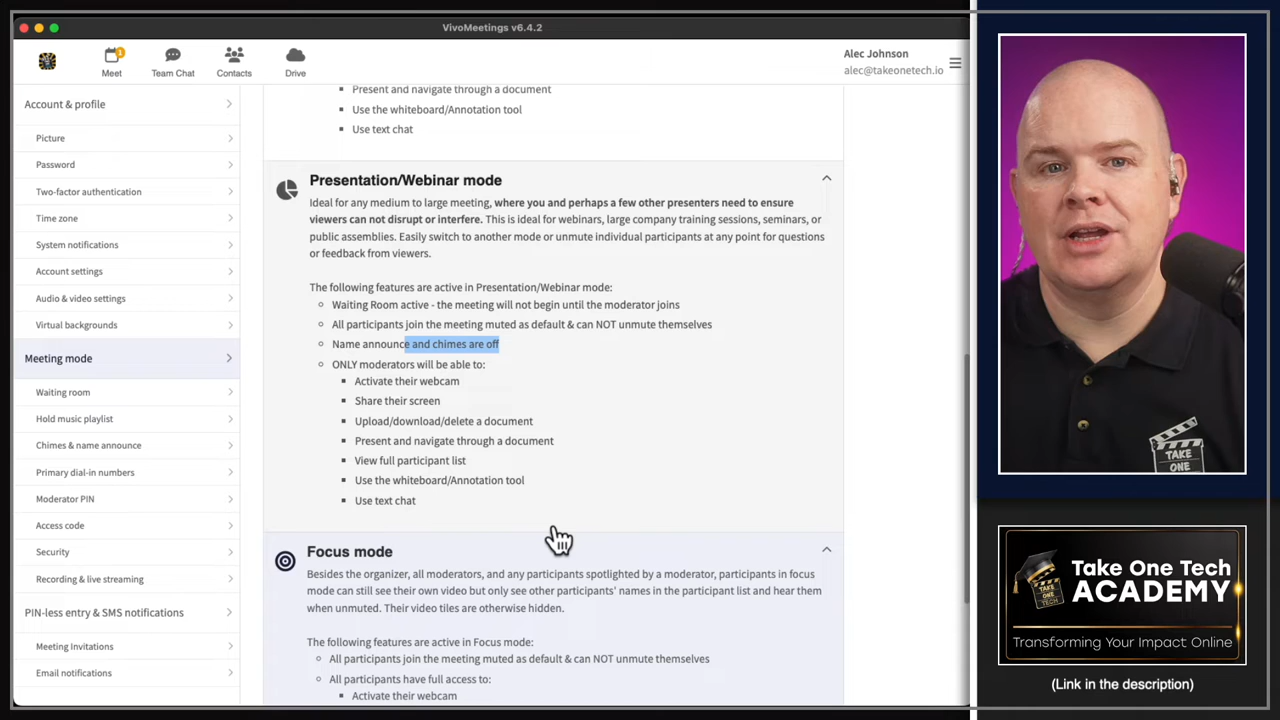 VivoMeetings v6.4.2
1
Meet
Team Chat
Contacts
Drive
Alec Johnson
alec@takeonetech.io
Account & profile
Picture
Password
Two-factor authentication
Time zone
System notifications
Account settings
Audio & video settings
Virtual backgrounds
Meeting mode
Waiting room
Hold music playlist
Chimes & name announce
Primary dial-in numbers
Moderator PIN
Access code
Security
Recording & live streaming
PIN-less entry & SMS notifications
Meeting Invitations
Email notifications
Present and navigate through a document
Use the whiteboard/Annotation tool
Use text chat
Presentation/Webinar mode
Ideal for any medium to large meeting, where you and perhaps a few other presenters need to ensure
viewers can not disrupt or interfere. This is ideal for webinars, large company training sessions, seminars, or
public assemblies. Easily switch to another mode or unmute individual participants at any point for questions
or feedback from viewers.
The following features are active in Presentation/Webinar mode:
Waiting Room active - the meeting will not begin until the moderator joins
All participants join the meeting muted as default & can NOT unmute themselves
Name announce and chimes are off
ONLY moderators will be able to:
Activate their webcam
Share their screen
Upload/download/delete a document
Present and navigate through a document
View full participant list
Use the whiteboard/Annotation tool
Use text chat
Focus mode
Besides the organizer, all moderators, and any participants spotlighted by a moderator, participants in focus
mode can still see their own video but only see other participants' names in the participant list and hear them
when unmuted. Their video tiles are otherwise hidden.
The following features are active in Focus mode:
All participants join the meeting muted as default & can NOT unmute themselves
All participants have full access to:
Activate their webcam
TAKE
ONE
TAKE
ONE
TECH
Take One Tech
ACADEMY
Transforming Your Impact Online
(Link in the description)